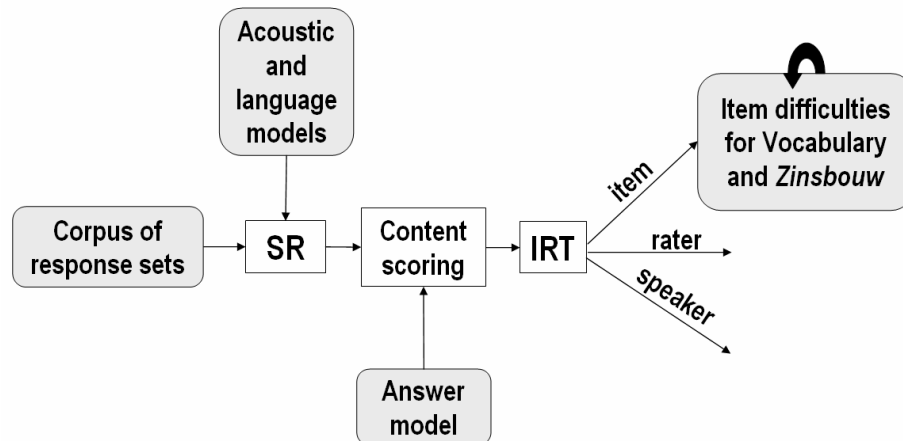 Acoustic
and
language
models
Item difficulties
for Vocabulary
and Zinsbouw
item
Corpus of
response sets
SR
Content
scoring
IRT
rater
speaker
Answer
model